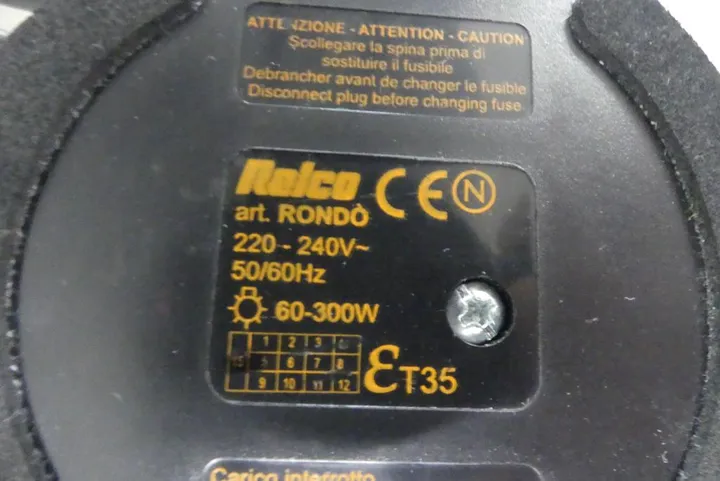 ATTENZIONE - ATTENTION - CAUTION
Scollegare la spina prima di
sostituire il fusibile
Debrancher avant de changer le fusible
Disconnect plug before changing fuse
Relco CE N
art. RONDÒ
220 - 240V~
50/60Hz
60-300W
1 2 3
5 6 7 8
9 10 11 12
ƐT35
Carico interrotto